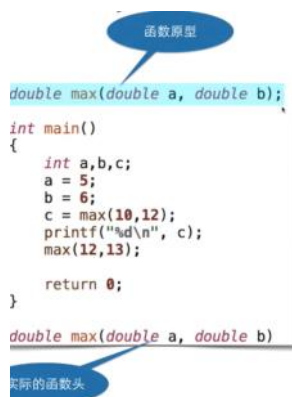 函数原型
double max(double a, double b);
int main()
{
int a,b,c;
a = 5;
b = 6;
c = max(10,12);
printf("%d\n", c);
max(12,13);
return 0;
}
double max(double a, double b)
实际的函数头